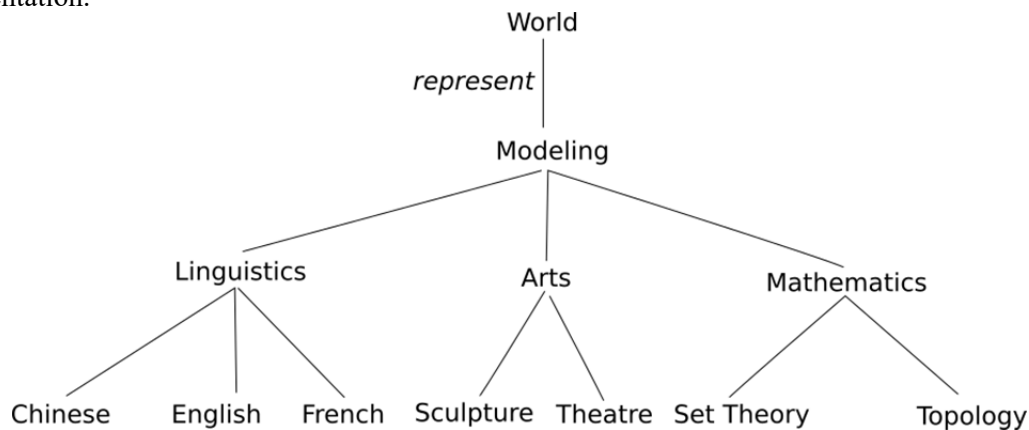 World
represent
Modeling
Linguistics
Arts
Mathematics
Chinese English French Sculpture Theatre Set Theory Topology